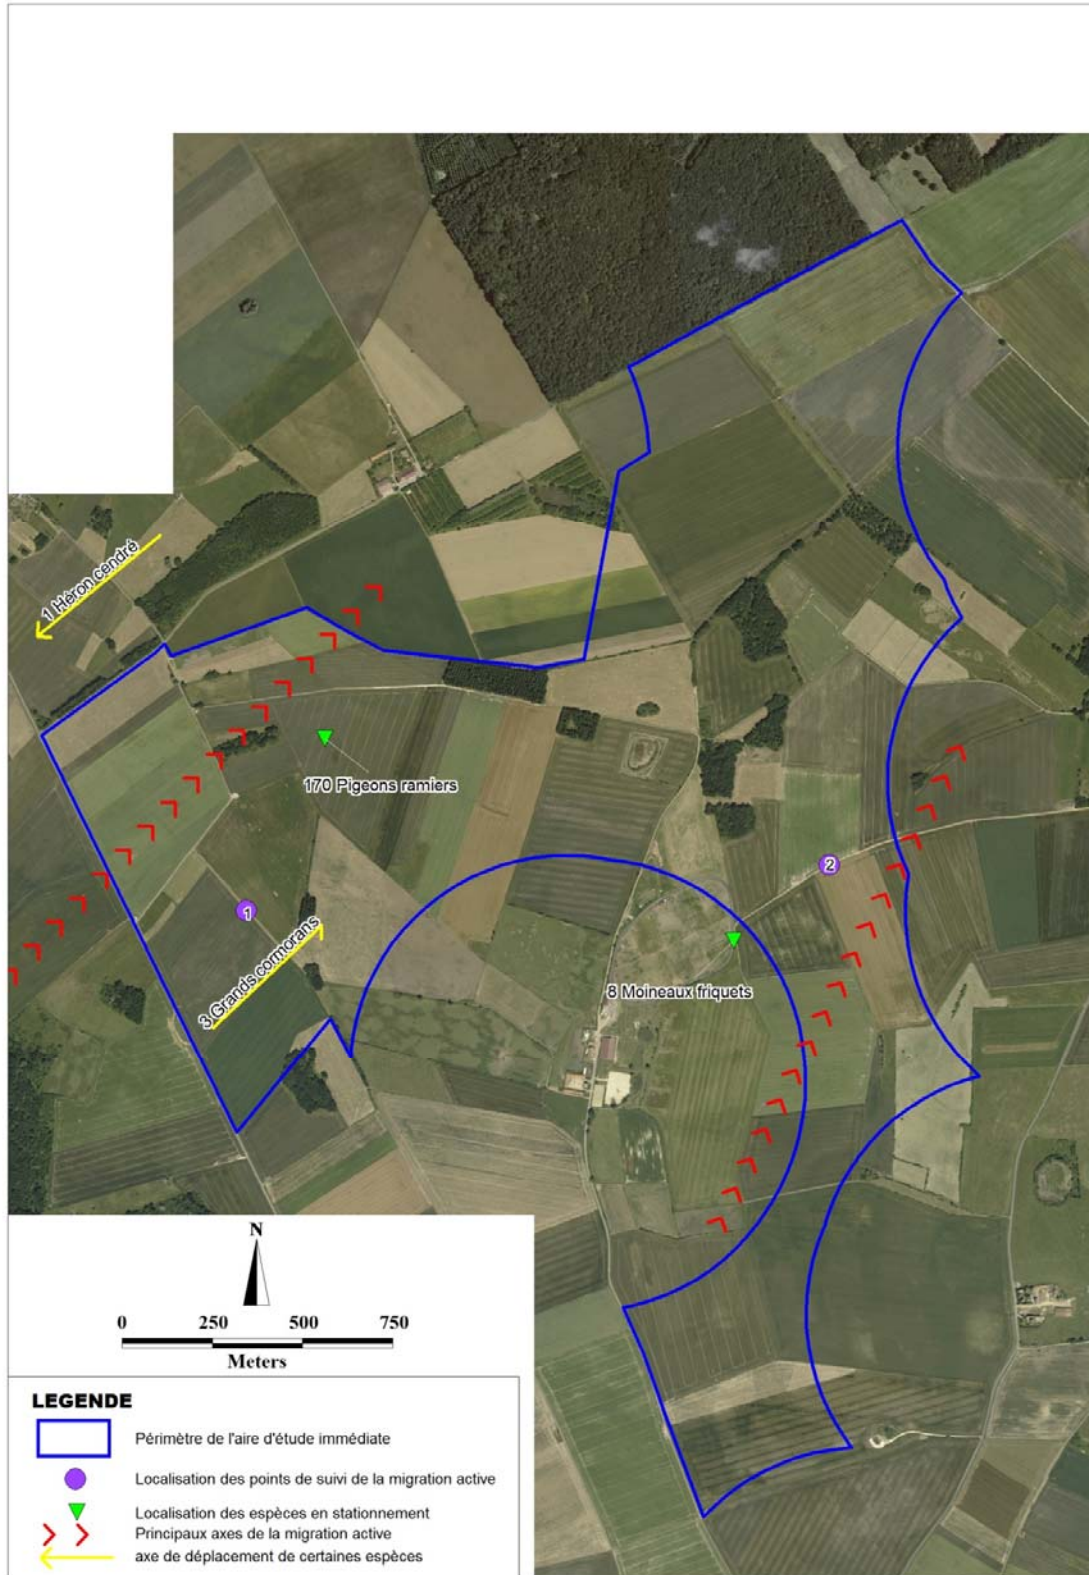 1 Héron cendré
170 Pigeons ramiers
2
1
3 Grands cormorans
8 Moineaux friquets
N
0 250 500 750
Meters
LEGENDE
Périmètre de l'aire d'étude immédiate
Localisation des points de suivi de la migration active
Localisation des espèces en stationnement
Principaux axes de la migration active
axe de déplacement de certaines espèces